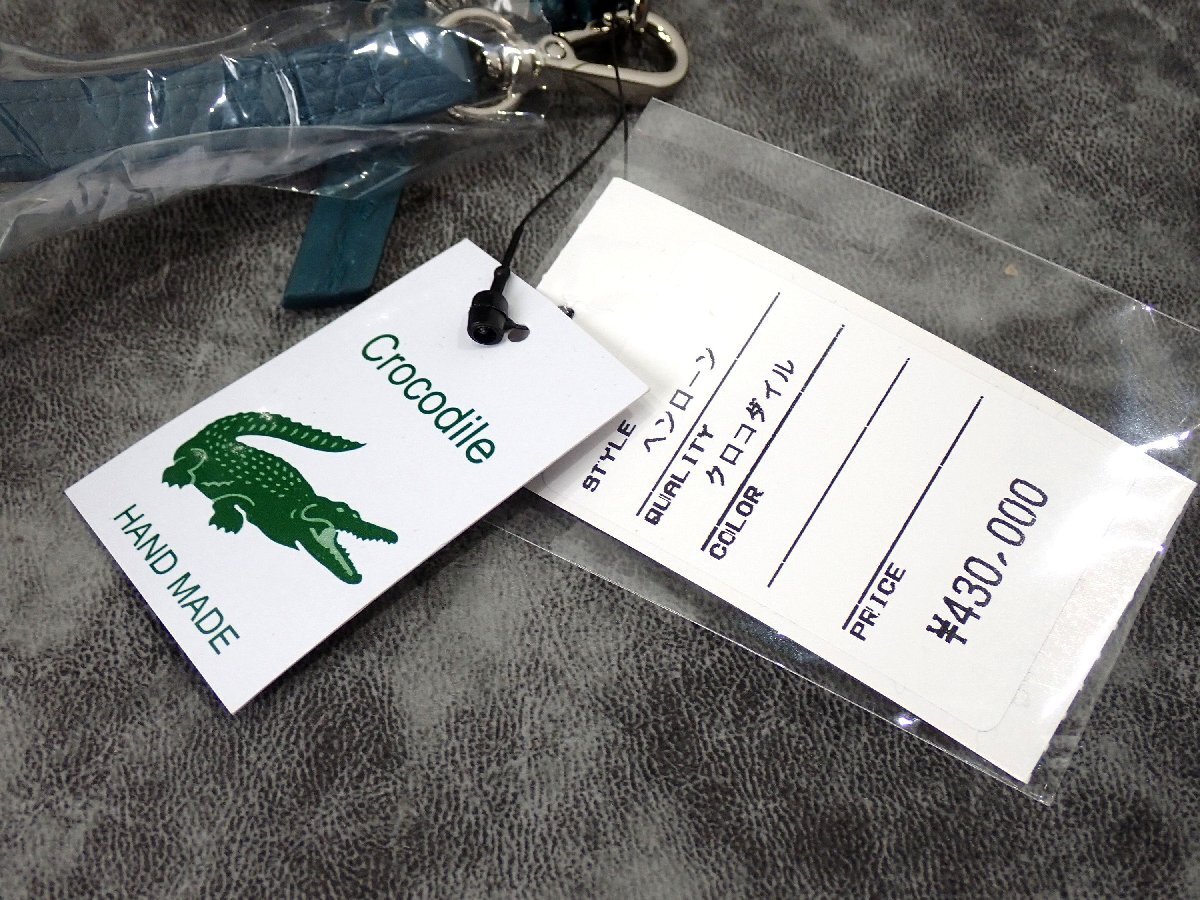 Crocodile
HAND MADE
STYLE
ヘンローン
QUALITY
クロコダイル
COLOR
PRICE
¥430,000